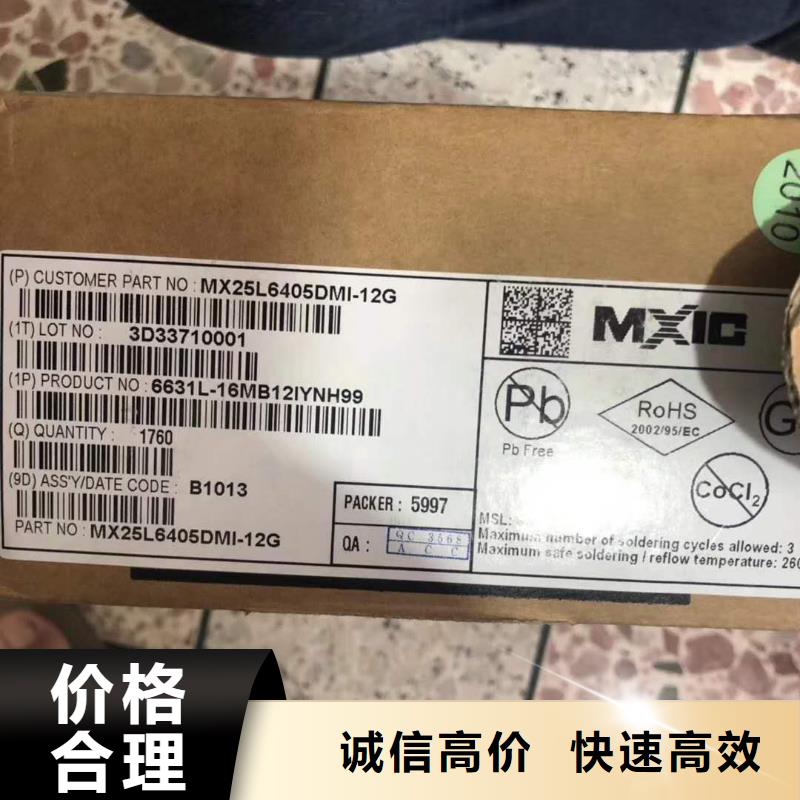 2010
(P) CUSTOMER PART NO : MX25L6405DMI-12G
(1T) LOT NO : 3D33710001
(1P) PRODUCT NO : 6631L-16MB12IYNH99
(Q) QUANTITY : 1760
(9D) ASS'Y/DATE CODE : B1013
PART NO : MX25L6405DMI-12G
PACKER : 5997
QA : QC 3568
A C C
MXIC
Pb
Pb Free
RoHS
2002/95/EC
G
CoCl2
MSL:
Maximum number of soldering cycles allowed: 3
Maximum safe soldering / reflow temperature: 260
价格
合理
诚信高价 快速高效